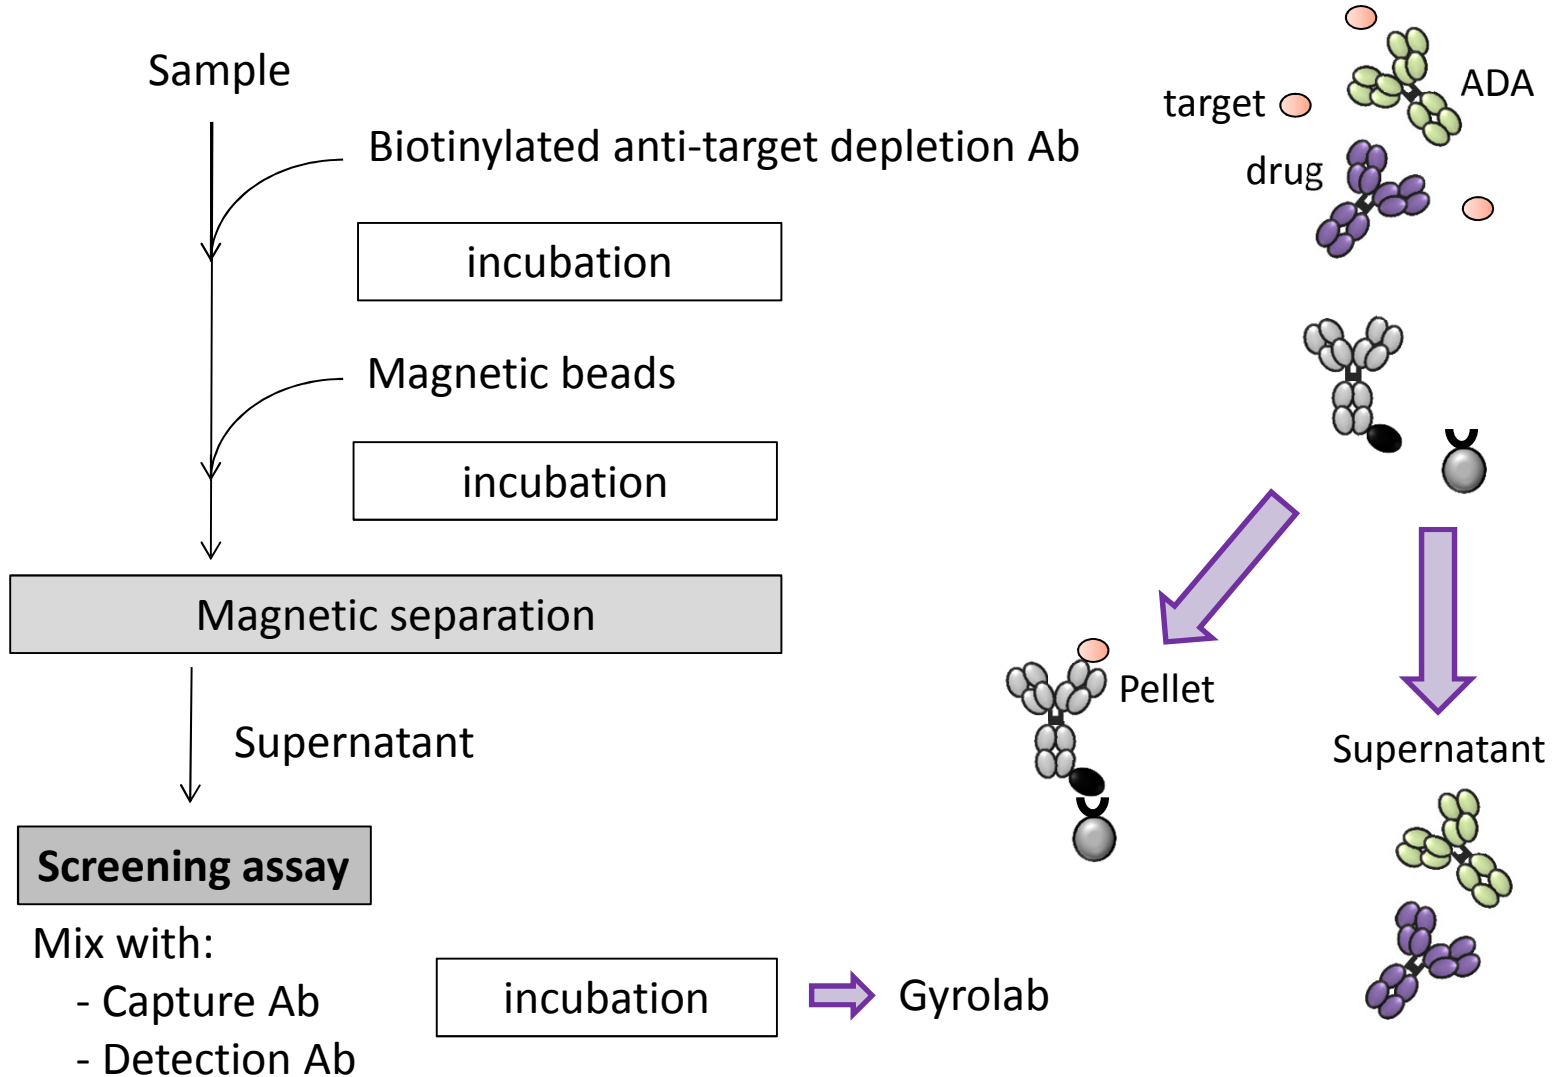 Sample
Biotinylated anti-target depletion Ab
incubation
Magnetic beads
incubation
Magnetic separation
Supernatant
Screening assay
Mix with:
- Capture Ab
- Detection Ab
incubation
Gyrolab
ADA
target
drug
Pellet
Supernatant